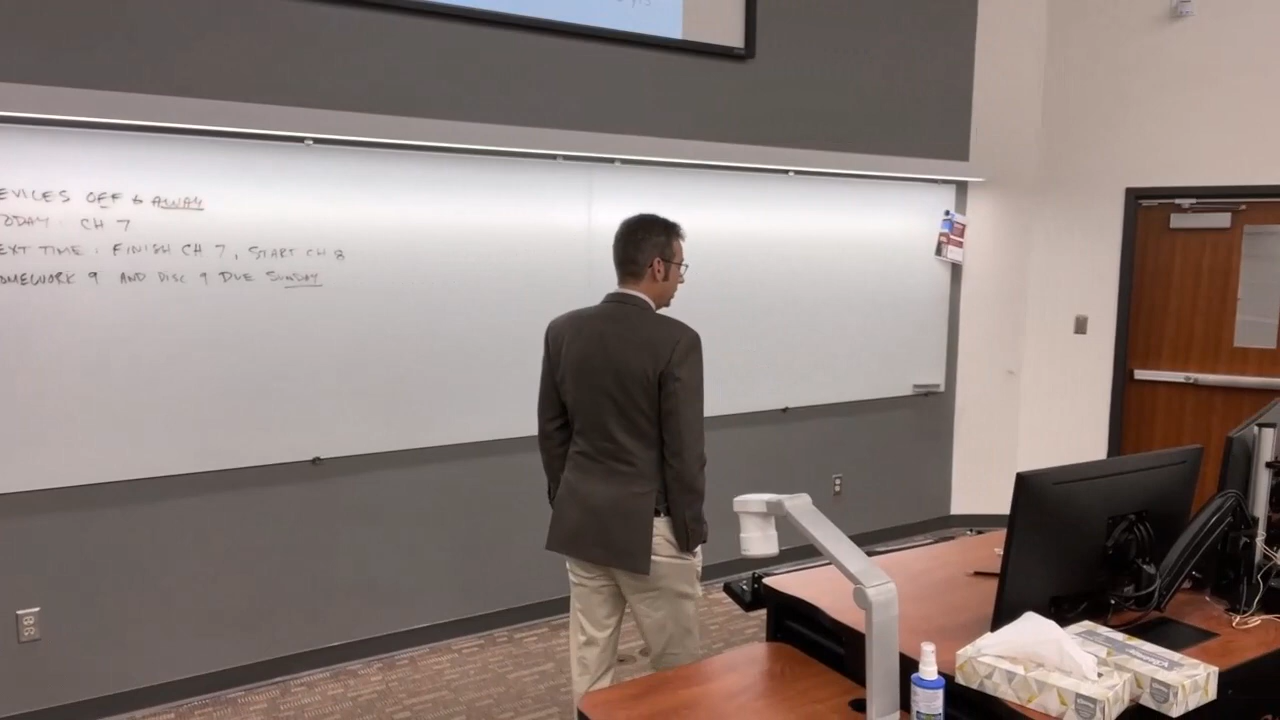 EVICES OFF & AWAY
ODAY CH 7
EXT TIME: FINISH CH 7, START CH 8
OMEWORK 9 AND DISC 9 DUE SUNDAY
Kleenex